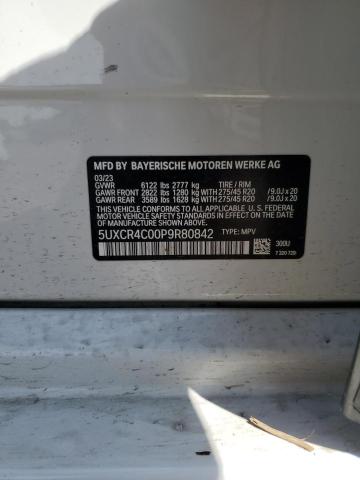 MFD BY BAYERISCHE MOTOREN WERKE AG
03/23
GVWR 6122 lbs 2777 kg TIRE / RIM
GAWR FRONT 2822 lbs 1280 kg WITH 275/45 R20 / 9.0J x 20
GAWR REAR 3589 lbs 1628 kg WITH 275/45 R20 / 9.0J x 20
THIS VEHICLE CONFORMS TO ALL APPLICABLE U. S. FEDERAL
MOTOR VEHICLE SAFETY STANDARDS IN EFFECT ON THE DATE
OF MANUFACTURE SHOWN ABOVE.
5UXCR4C00P9R80842 TYPE: MPV 300U
7 320 720